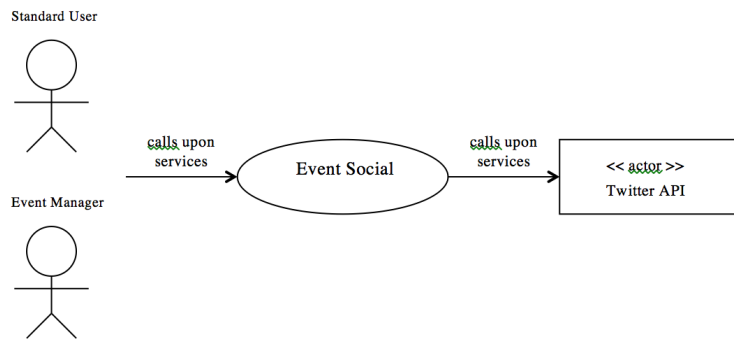 Standard User
calls upon
services
Event Social
calls upon
services
<< actor >>
Twitter API
Event Manager